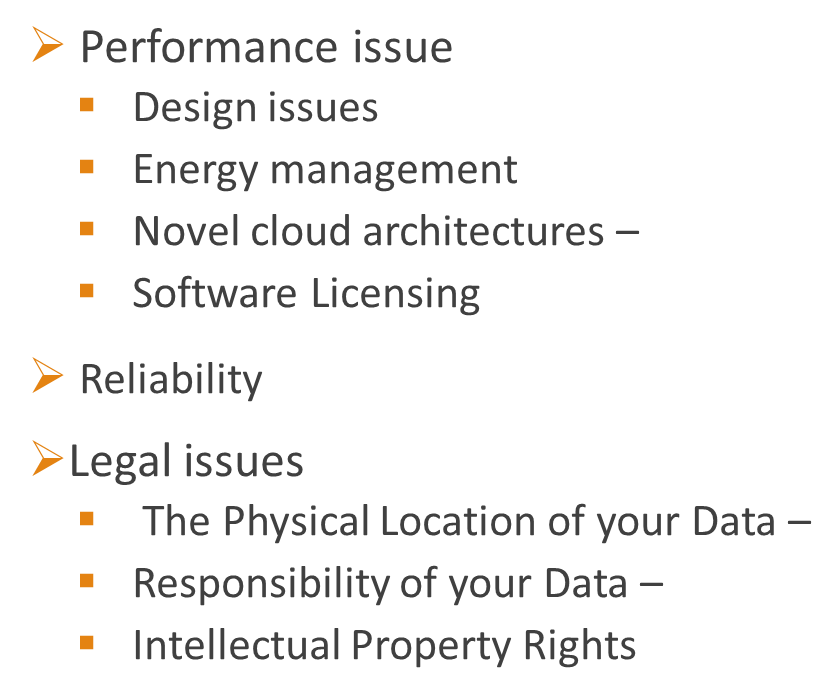 Performance issue
Design issues
Energy management
Novel cloud architectures –
Software Licensing
Reliability
Legal issues
The Physical Location of your Data –
Responsibility of your Data –
Intellectual Property Rights